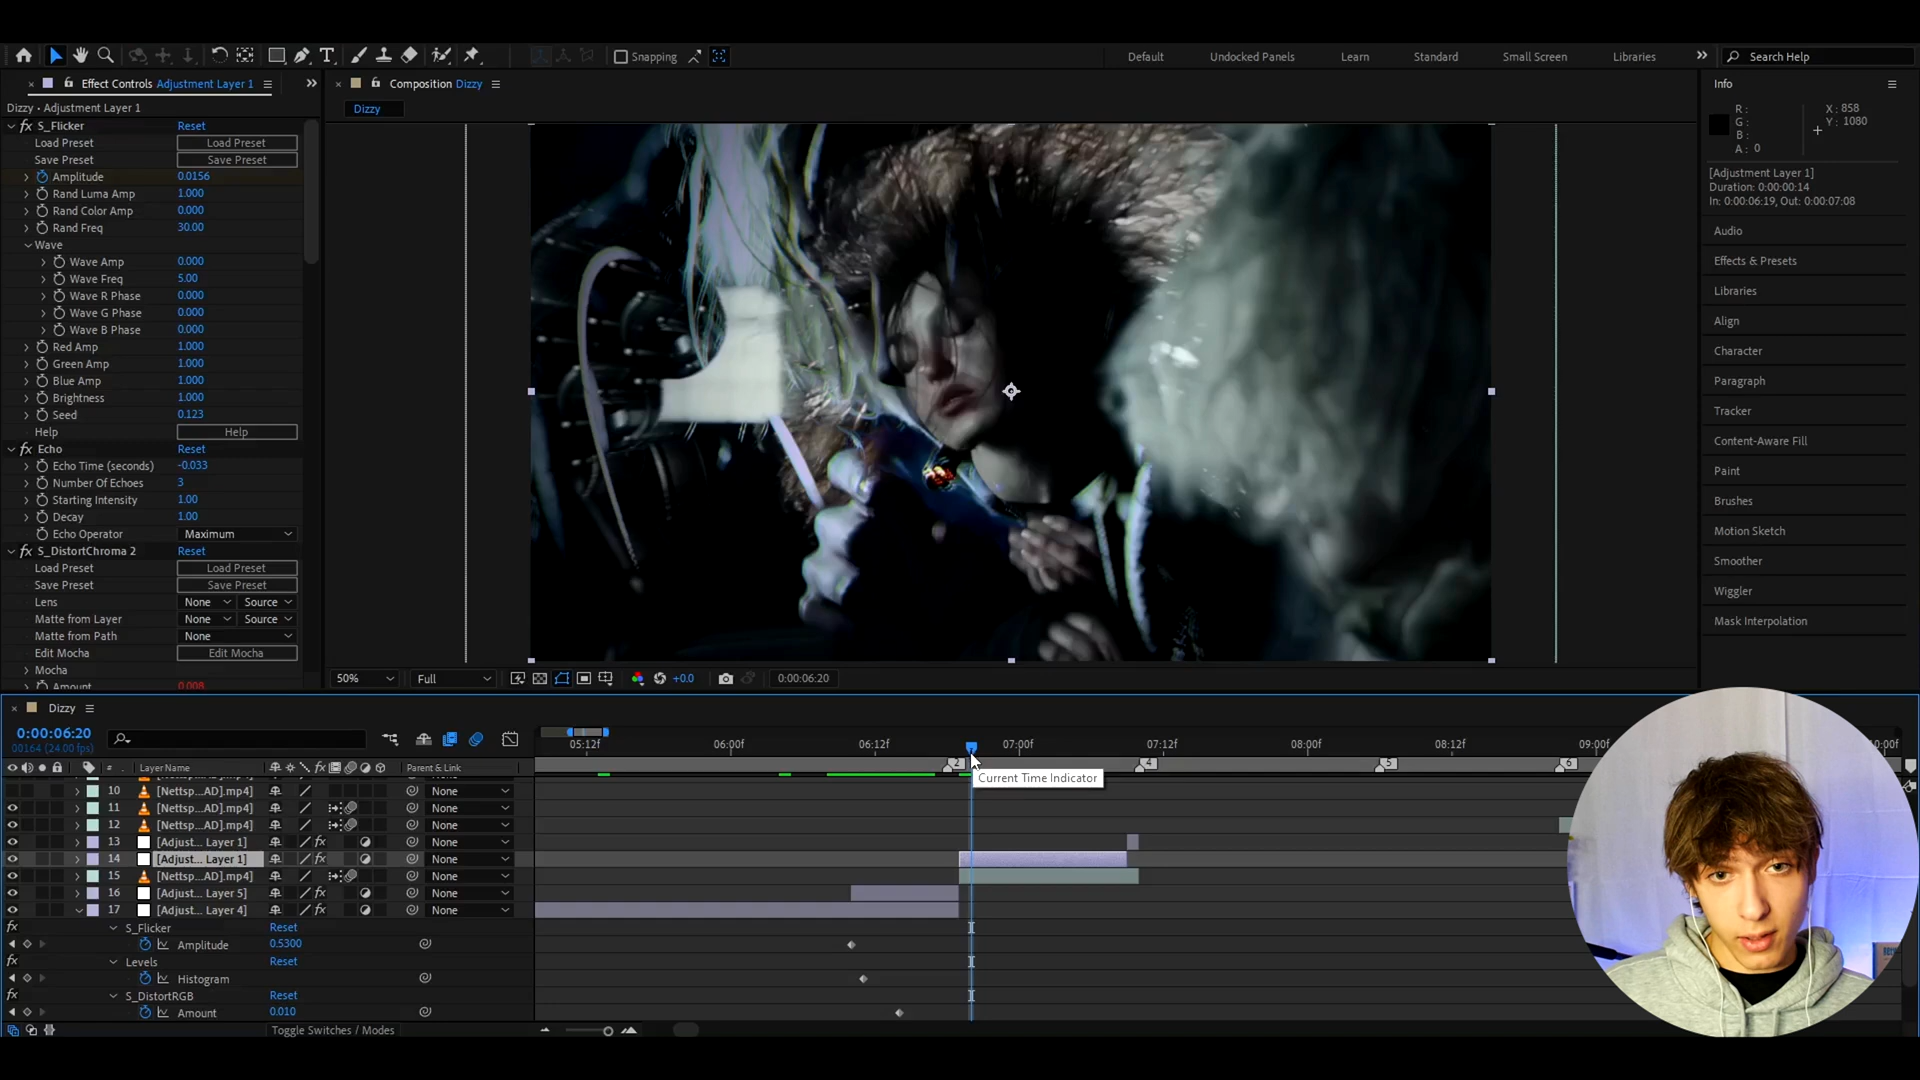 Snapping
Default
Undocked Panels
Learn
Standard
Small Screen
Libraries
Search Help
Effect Controls Adjustment Layer 1
Dizzy • Adjustment Layer 1
S_Flicker Reset
Load Preset Load Preset
Save Preset Save Preset
Amplitude 0.0156
Rand Luma Amp 1.000
Rand Color Amp 0.000
Rand Freq 30.00
Wave
Wave Amp 0.000
Wave Freq 5.00
Wave R Phase 0.000
Wave G Phase 0.000
Wave B Phase 0.000
Red Amp 1.000
Green Amp 1.000
Blue Amp 1.000
Brightness 1.000
Seed 0.123
Help Help
Echo Reset
Echo Time (seconds) -0.033
Number Of Echoes 3
Starting Intensity 1.00
Decay 1.00
Echo Operator Maximum
S_DistortChroma 2 Reset
Load Preset Load Preset
Save Preset Save Preset
Lens None Source
Matte from Layer None Source
Matte from Path None
Edit Mocha Edit Mocha
Mocha
Amount 0.008
Composition Dizzy
Dizzy
50% Full +0.0 0:00:06:20
Info
R: X: 858
G: Y: 1080
B:
A: 0
[Adjustment Layer 1]
Duration: 0:00:00:14
In: 0:00:06:19, Out: 0:00:07:08
Audio
Effects & Presets
Libraries
Align
Character
Paragraph
Tracker
Content-Aware Fill
Paint
Brushes
Motion Sketch
Smoother
Wiggler
Mask Interpolation
Dizzy
0:00:06:20
00164 (24.00 fps)
05:12f 06:00f 06:12f 07:00f 07:12f 08:00f 08:12f 09:00f
2 4 5 6
Current Time Indicator
# Layer Name Parent & Link
10 [Nettsp...AD].mp4] None
11 [Nettsp...AD].mp4] None
12 [Nettsp...AD].mp4] None
13 [Adjust... Layer 1] None
14 [Adjust... Layer 1] None
15 [Nettsp...AD].mp4] None
16 [Adjust... Layer 5] None
17 [Adjust... Layer 4] None
S_Flicker Reset
Amplitude 0.5300
Levels Reset
Histogram
S_DistortRGB Reset
Amount 0.010
Toggle Switches / Modes